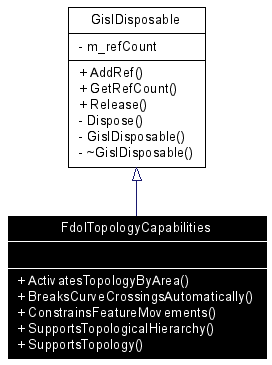 GisIDisposable
- m_refCount
+ AddRef()
+ GetRefCount()
+ Release()
- Dispose()
- GisIDisposable()
- ~GisIDisposable()
FdoITopologyCapabilities
+ ActivatesTopologyByArea()
+ BreaksCurveCrossingsAutomatically()
+ ConstrainsFeatureMovements()
+ SupportsTopologicalHierarchy()
+ SupportsTopology()